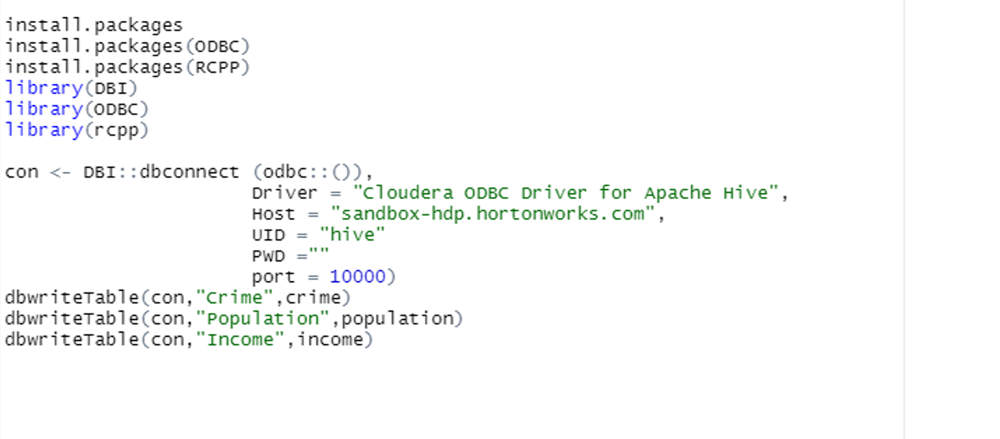 install.packages
install.packages(ODBC)
install.packages(RCPP)
library(DBI)
library(ODBC)
library(rcpp)
con <- DBI::dbconnect (odbc::()),
Driver = "Cloudera ODBC Driver for Apache Hive",
Host = "sandbox-hdp.hortonworks.com",
UID = "hive"
PWD =""
port = 10000)
dbwriteTable(con,"Crime",crime)
dbwriteTable(con,"Population",population)
dbwriteTable(con,"Income",income)